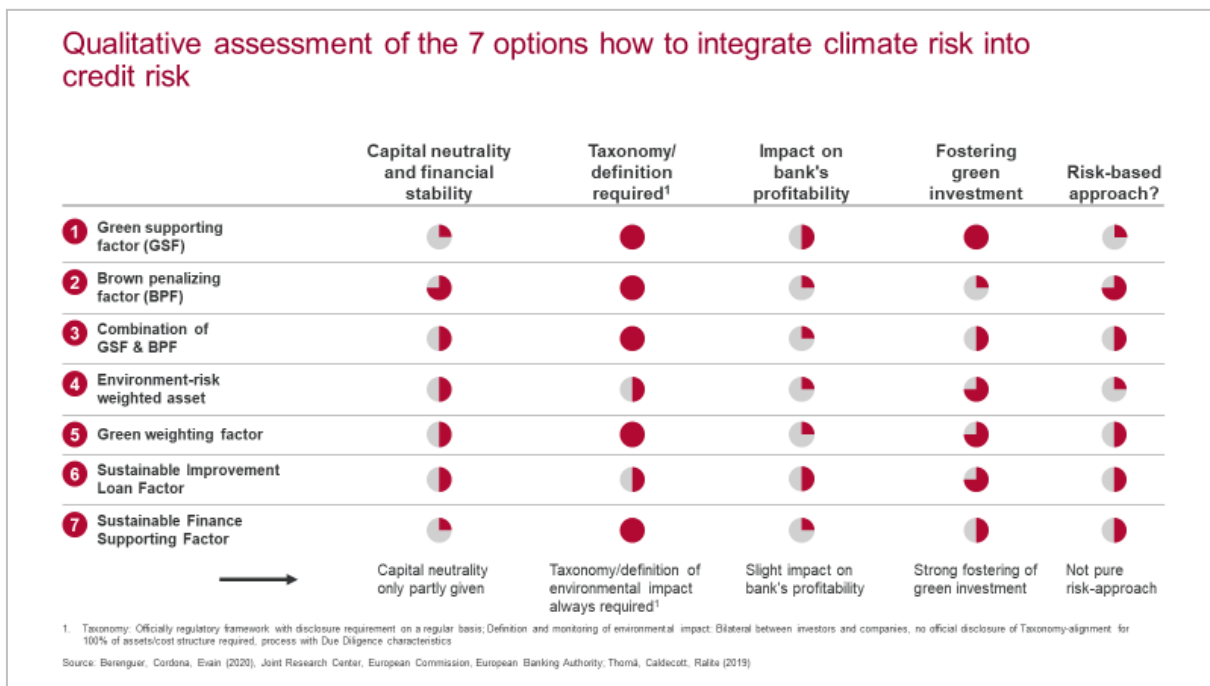 Qualitative assessment of the 7 options how to integrate climate risk into
credit risk
Capital neutrality
and financial
stability
Taxonomy/
definition
required¹
Impact on
bank's
profitability
Fostering
green
investment
Risk-based
approach?
1 Green supporting
factor (GSF)
2 Brown penalizing
factor (BPF)
3 Combination of
GSF & BPF
4 Environment-risk
weighted asset
5 Green weighting factor
6 Sustainable Improvement
Loan Factor
7 Sustainable Finance
Supporting Factor
Capital neutrality
only partly given
Taxonomy/definition of
environmental impact
always required¹
Slight impact on
bank's profitability
Strong fostering of
green investment
Not pure
risk-approach
1. Taxonomy: Officially regulatory framework with disclosure requirement on a regular basis; Definition and monitoring of environmental impact: Bilateral between investors and companies, no official disclosure of Taxonomy-alignment for
100% of assets/cost structure required, process with Due Diligence characteristics
Source: Berenguer, Cordona, Evain (2020), Joint Research Center, European Commission, European Banking Authority; Thomä, Caldecott, Ralite (2019)